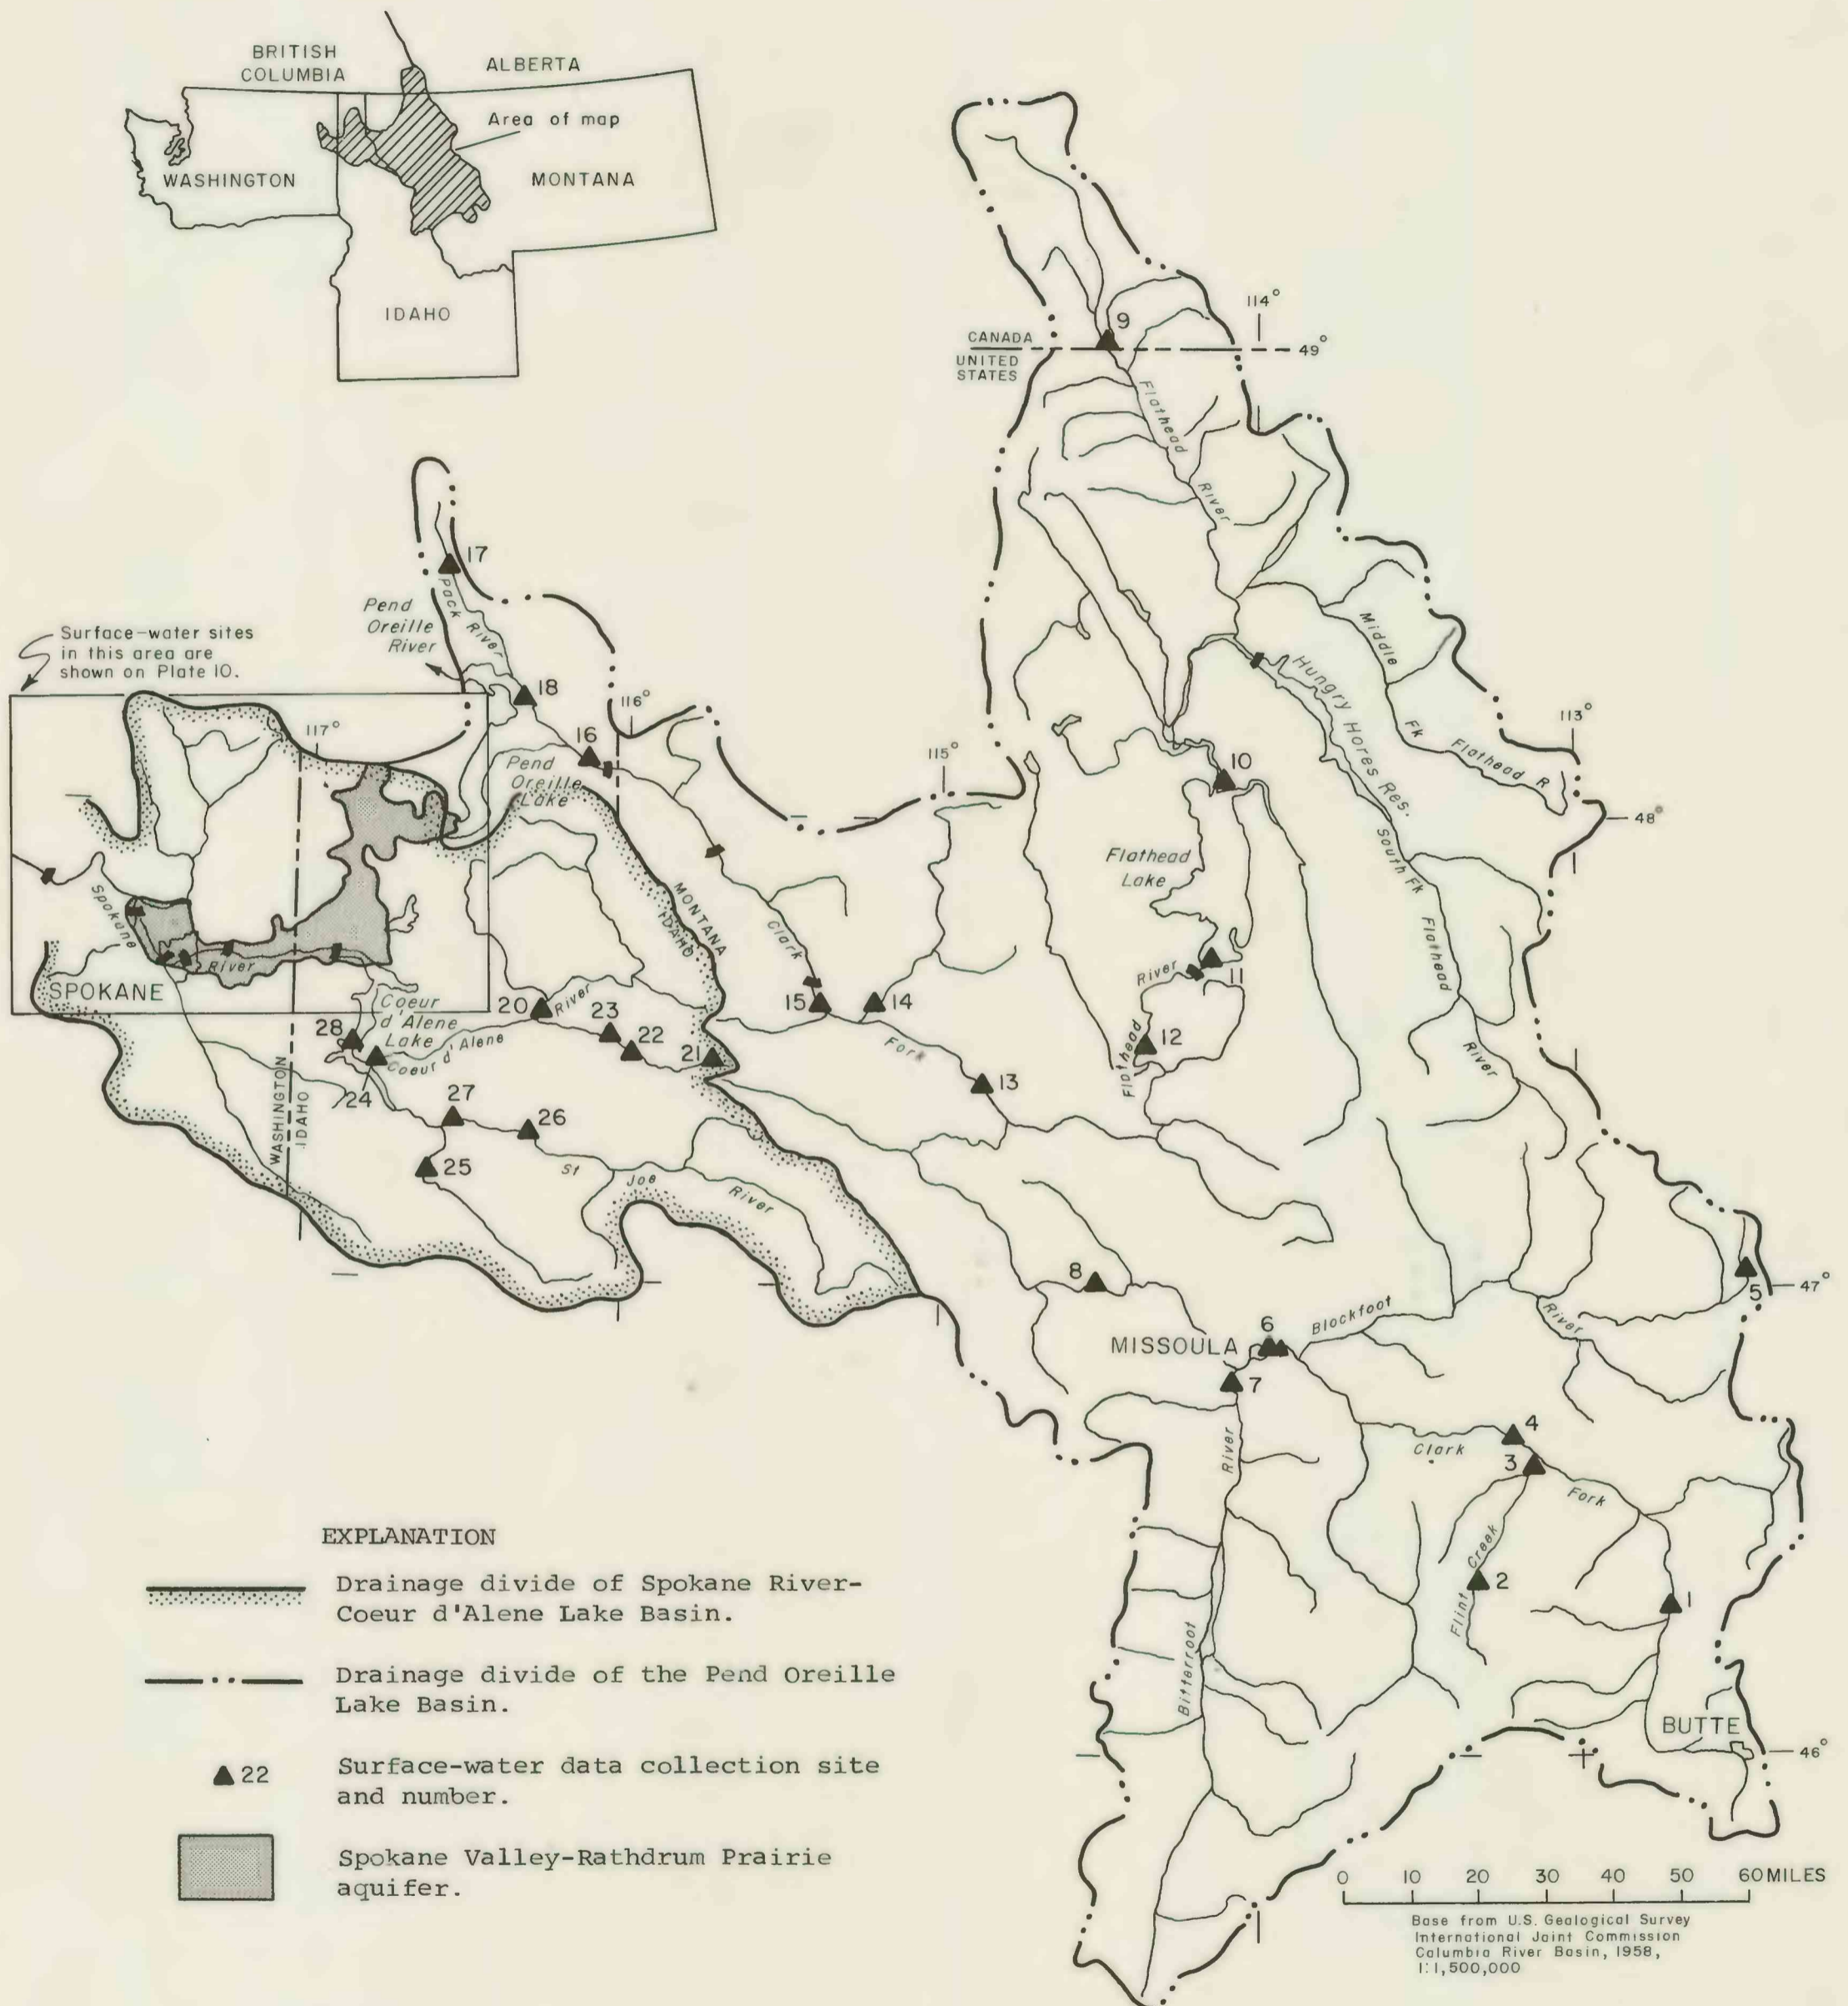 BRITISH
COLUMBIA
ALBERTA
Area of map
WASHINGTON
MONTANA
IDAHO
114°
9
CANADA
49°
UNITED
STATES
Flathead
River
17
Pack River
Pend
Oreille
River
Surface-water sites
in this area are
shown on Plate 10.
18
116°
117°
16
Pend
Oreille
Lake
115°
Middle
Fk
Flathead R
113°
Hungry Hores Res.
10
48°
South Fk
Flathead
River
Flathead
Lake
MONTANA
IDAHO
Clark
Fork
Spokane
River
SPOKANE
River
11
15
14
20
River
23
22
21
Coeur
d'Alene
Lake
Coeur d'Alene
28
24
Flathead
12
13
WASHINGTON
IDAHO
27
26
25
St
Joe
River
8
5
47°
6
Blackfoot
River
MISSOULA
7
4
Clark
3
Fork
River
Bitterroot
Flint Creek
2
1
BUTTE
46°
EXPLANATION
Drainage divide of Spokane River-
Coeur d'Alene Lake Basin.
Drainage divide of the Pend Oreille
Lake Basin.
22
Surface-water data collection site
and number.
Spokane Valley-Rathdrum Prairie
aquifer.
0 10 20 30 40 50 60 MILES
Base from U.S. Geological Survey
International Joint Commission
Columbia River Basin, 1958,
1:1,500,000